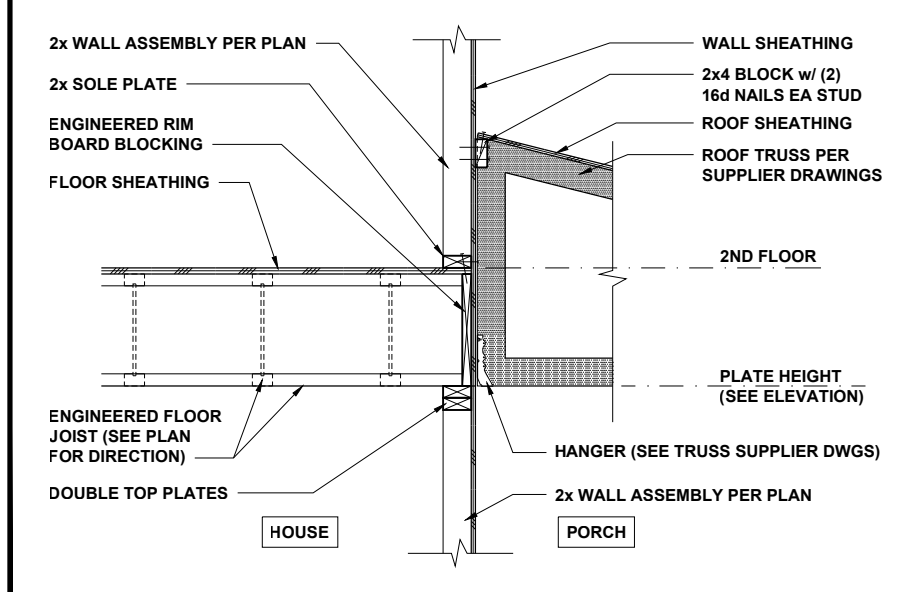 2x WALL ASSEMBLY PER PLAN
2x SOLE PLATE
ENGINEERED RIM
BOARD BLOCKING
FLOOR SHEATHING
ENGINEERED FLOOR
JOIST (SEE PLAN
FOR DIRECTION)
DOUBLE TOP PLATES
HOUSE
WALL SHEATHING
2x4 BLOCK w/ (2)
16d NAILS EA STUD
ROOF SHEATHING
ROOF TRUSS PER
SUPPLIER DRAWINGS
2ND FLOOR
PLATE HEIGHT
(SEE ELEVATION)
HANGER (SEE TRUSS SUPPLIER DWGS)
2x WALL ASSEMBLY PER PLAN
PORCH